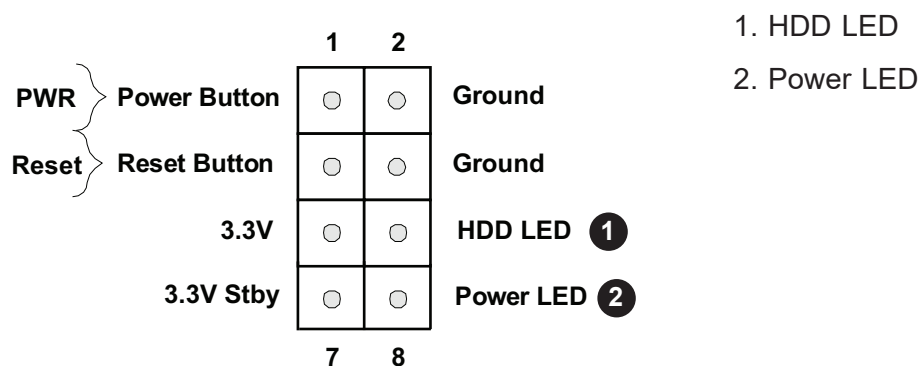 1. HDD LED
2. Power LED
1 2
PWR Power Button Ground
Reset Reset Button Ground
3.3V HDD LED 1
3.3V Stby Power LED 2
7 8